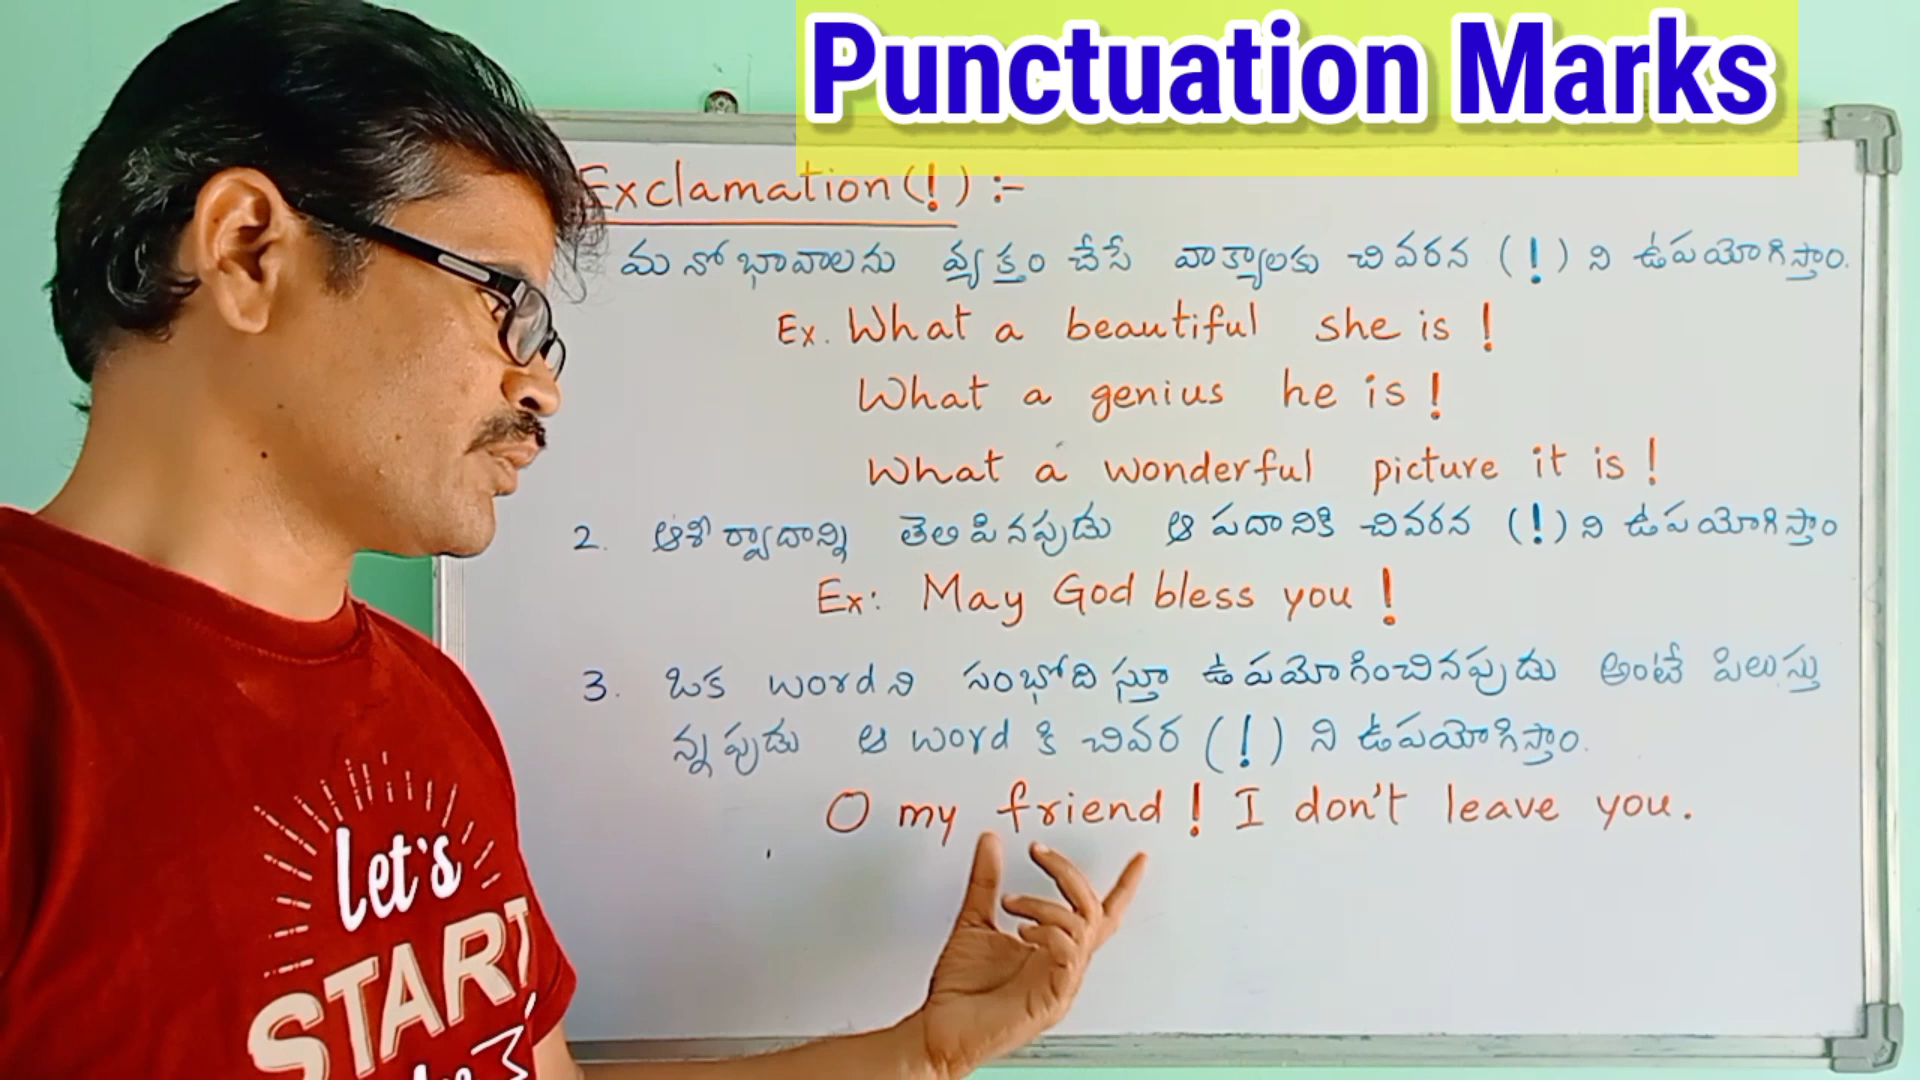 Punctuation Marks
Exclamation (!) :-
మనోభావాలను వ్యక్తం చేసే వాక్యాలకు చివరన (!) ని ఉపయోగిస్తాం.
Ex. What a beautiful she is !
What a genius he is !
What a wonderful picture it is !
2. ఆశీర్వాదాన్ని తెలిపినపుడు ఆ పదానికి చివరన (!) ని ఉపయోగిస్తాం
Ex: May God bless you !
3. ఒక word ని సంభోదిస్తూ ఉపయోగించినపుడు అంటే పిలుస్తు
న్నపుడు ఆ word కి చివర (!) ని ఉపయోగిస్తాం.
O my friend ! I don't leave you.
let's
START